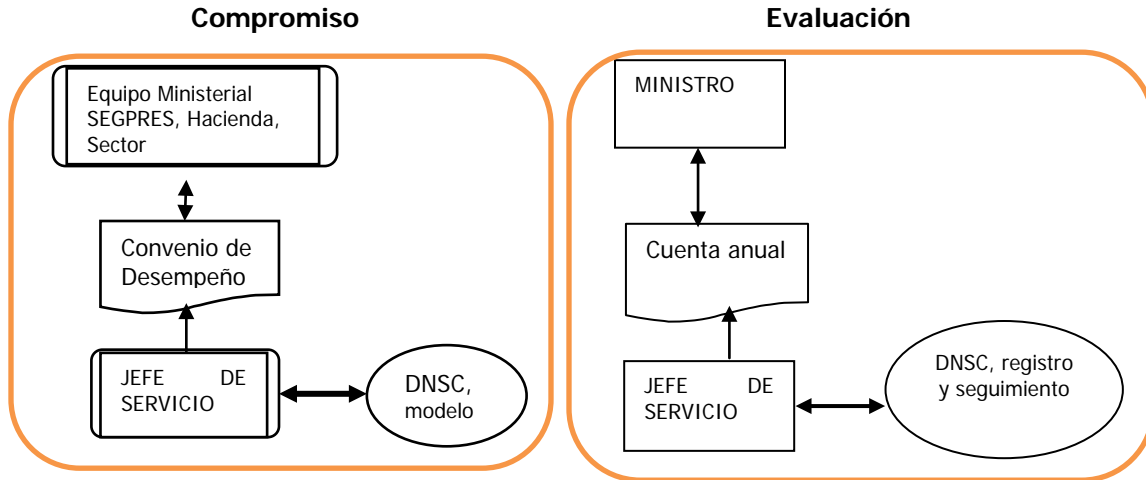 Compromiso
Equipo Ministerial
SEGPRES, Hacienda,
Sector
Convenio de
Desempeño
JEFE DE
SERVICIO
DNSC,
modelo
Evaluación
MINISTRO
Cuenta anual
JEFE DE
SERVICIO
DNSC, registro
y seguimiento